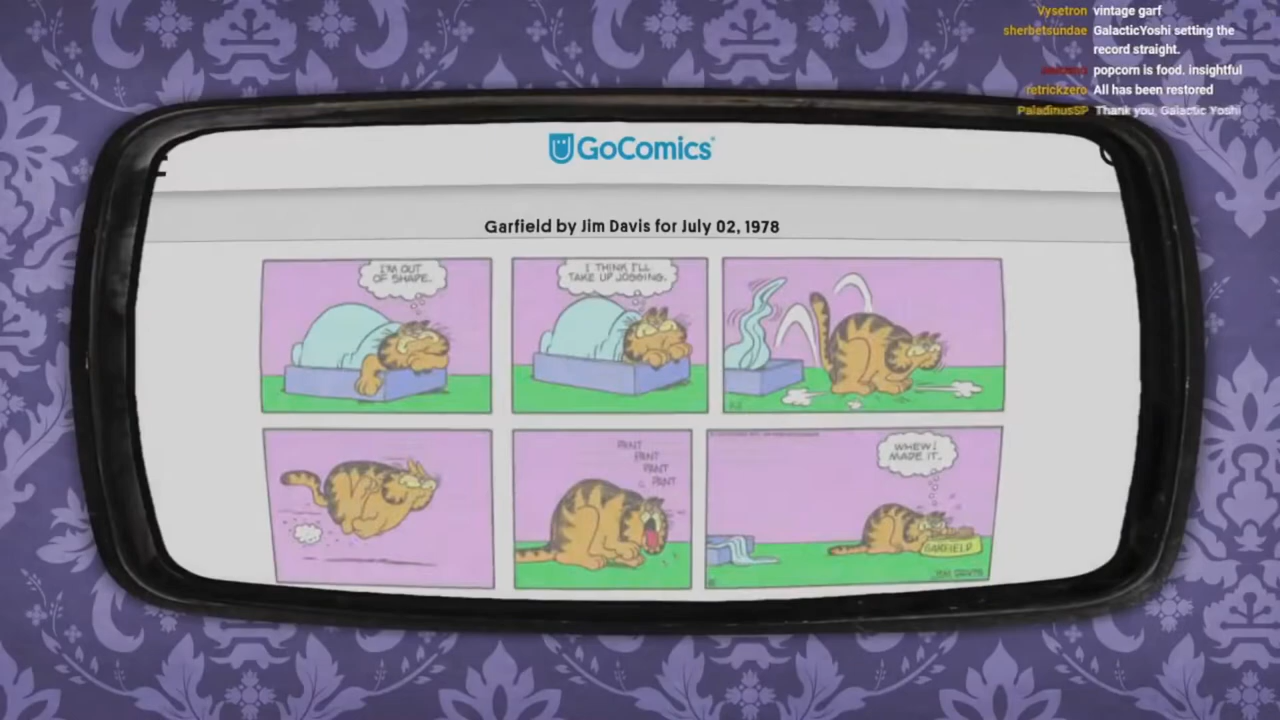 Vysetron vintage garf
sherbetsundae GalacticYoshi setting the
record straight.
popcorn is food. insightful
retrickzero All has been restored
PaladinusSP Thank you, Galactic Yoshi
GoComics
Garfield by Jim Davis for July 02, 1978
I'M OUT
OF SHAPE.
I THINK I'LL
TAKE UP JOGGING.
PANT
PANT
PANT
PANT
WHEW!
MADE IT.
GARFIELD
JIM DAVIS